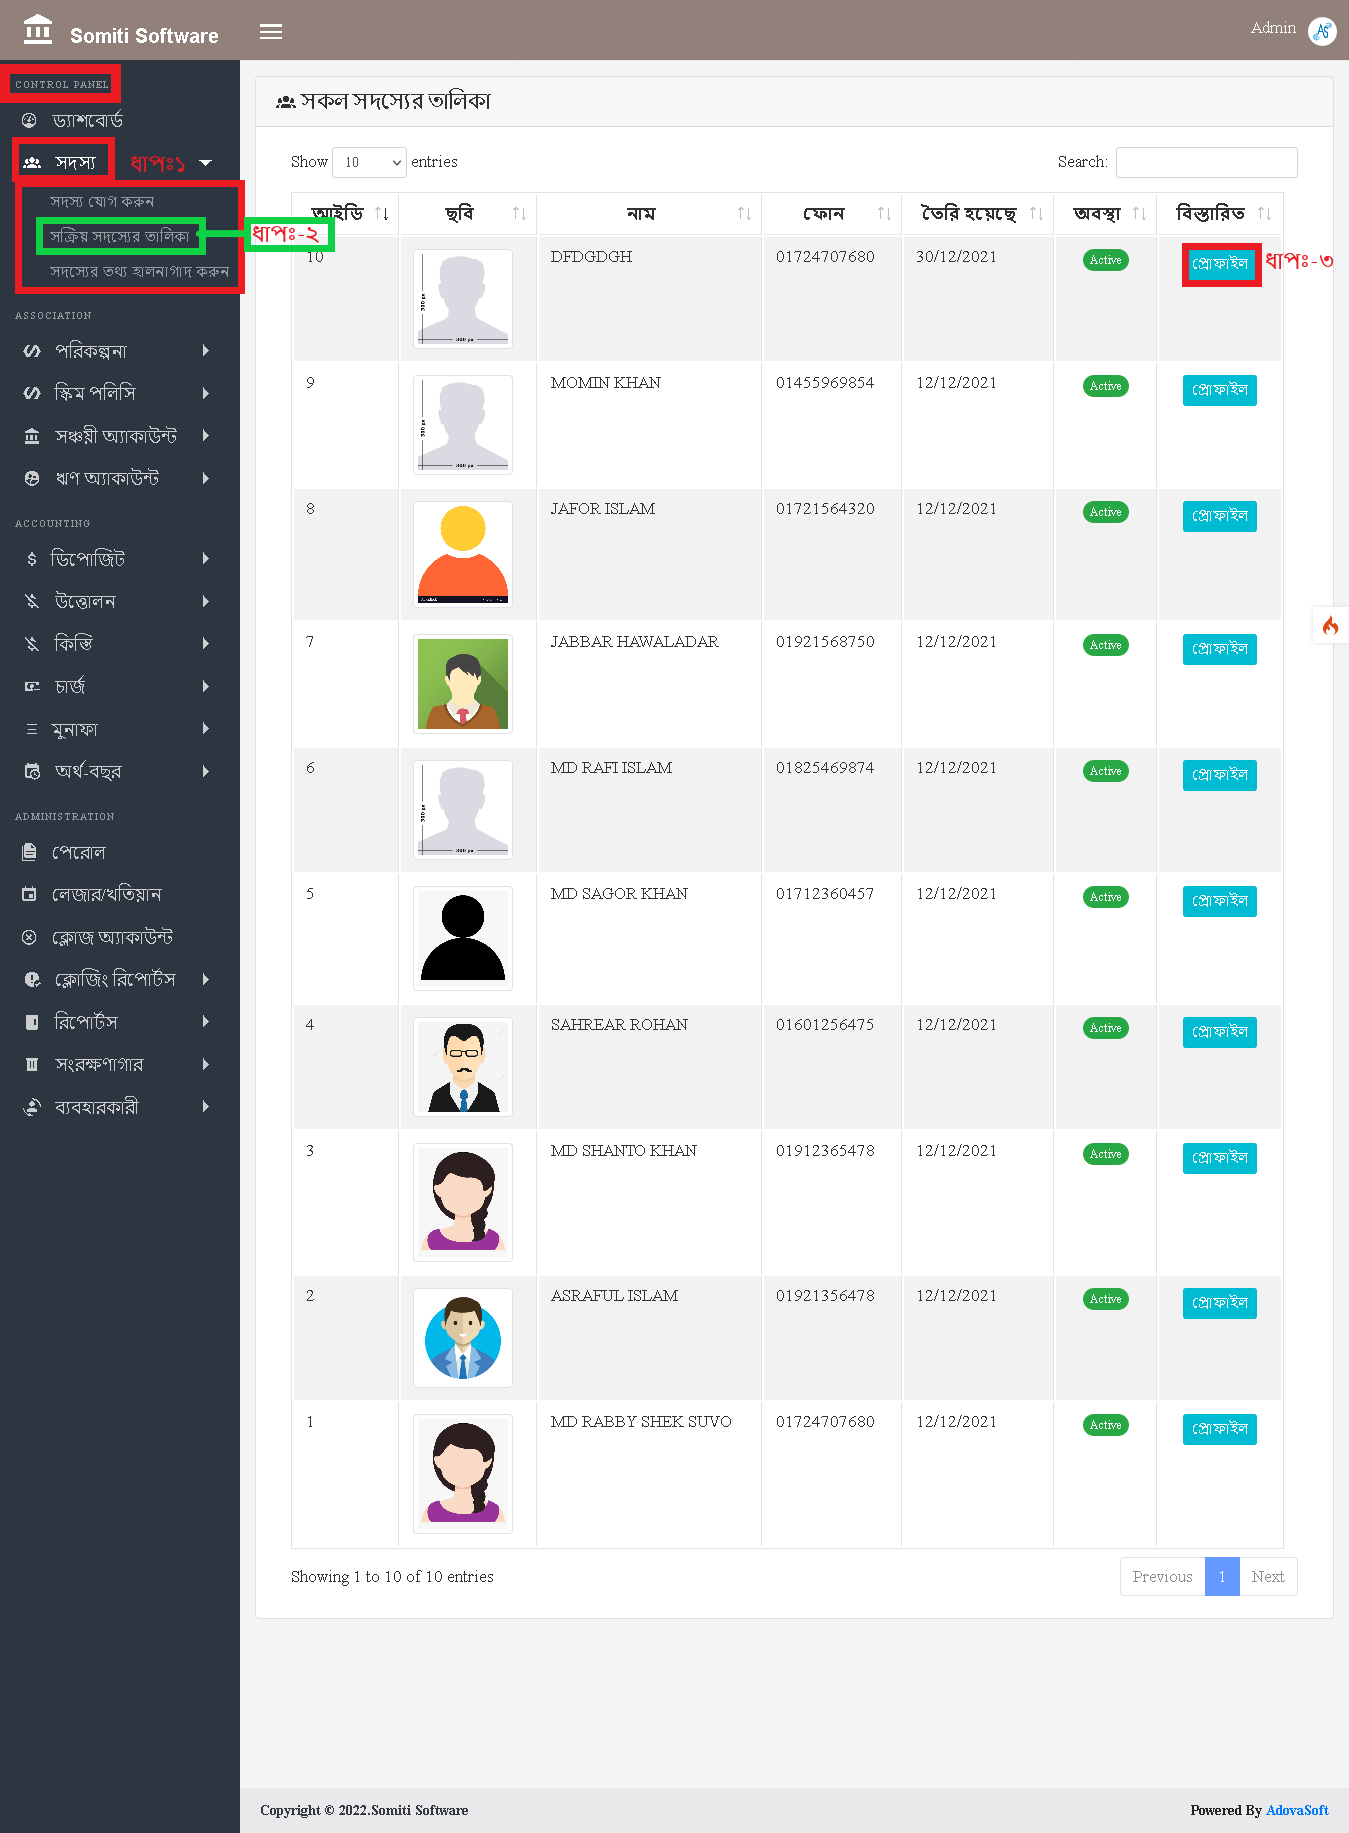 Somiti Software
Admin
CONTROL PANEL
ড্যাশবোর্ড
সদস্য ধাপঃ১
সদস্য যোগ করুন
সক্রিয় সদস্যের তালিকা ধাপঃ-২
সদস্যের তথ্য হালনাগাদ করুন
ASSOCIATION
পরিকল্পনা
স্কিম পলিসি
সঞ্চয়ী অ্যাকাউন্ট
ঋণ অ্যাকাউন্ট
ACCOUNTING
ডিপোজিট
উত্তোলন
কিস্তি
চার্জ
মুনাফা
অর্থ-বছর
ADMINISTRATION
পেরোল
লেজার/খতিয়ান
ক্লোজ অ্যাকাউন্ট
ক্লোজিং রিপোর্টস
রিপোর্টস
সংরক্ষণাগার
ব্যবহারকারী
সকল সদস্যের তালিকা
Show 10 entries Search:
আইডি ছবি নাম ফোন তৈরি হয়েছে অবস্থা বিস্তারিত
10 DFDGDGH 01724707680 30/12/2021 Active প্রোফাইল ধাপঃ-৩
9 MOMIN KHAN 01455969854 12/12/2021 Active প্রোফাইল
8 JAFOR ISLAM 01721564320 12/12/2021 Active প্রোফাইল
7 JABBAR HAWALADAR 01921568750 12/12/2021 Active প্রোফাইল
6 MD RAFI ISLAM 01825469874 12/12/2021 Active প্রোফাইল
5 MD SAGOR KHAN 01712360457 12/12/2021 Active প্রোফাইল
4 SAHREAR ROHAN 01601256475 12/12/2021 Active প্রোফাইল
3 MD SHANTO KHAN 01912365478 12/12/2021 Active প্রোফাইল
2 ASRAFUL ISLAM 01921356478 12/12/2021 Active প্রোফাইল
1 MD RABBY SHEK SUVO 01724707680 12/12/2021 Active প্রোফাইল
Showing 1 to 10 of 10 entries Previous 1 Next
Copyright © 2022.Somiti Software Powered By AdovaSoft